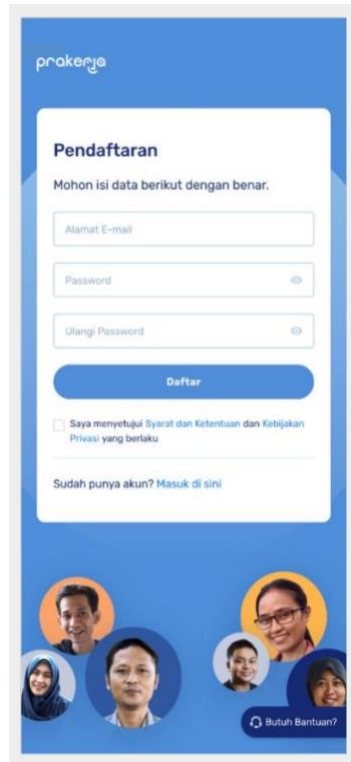 prakerja
Pendaftaran
Mohon isi data berikut dengan benar.
Alamat E-mail
Password
Ulangi Password
Daftar
Saya menyetujui Syarat dan Ketentuan dan Kebijakan
Privasi yang berlaku
Sudah punya akun? Masuk di sini
Butuh Bantuan?